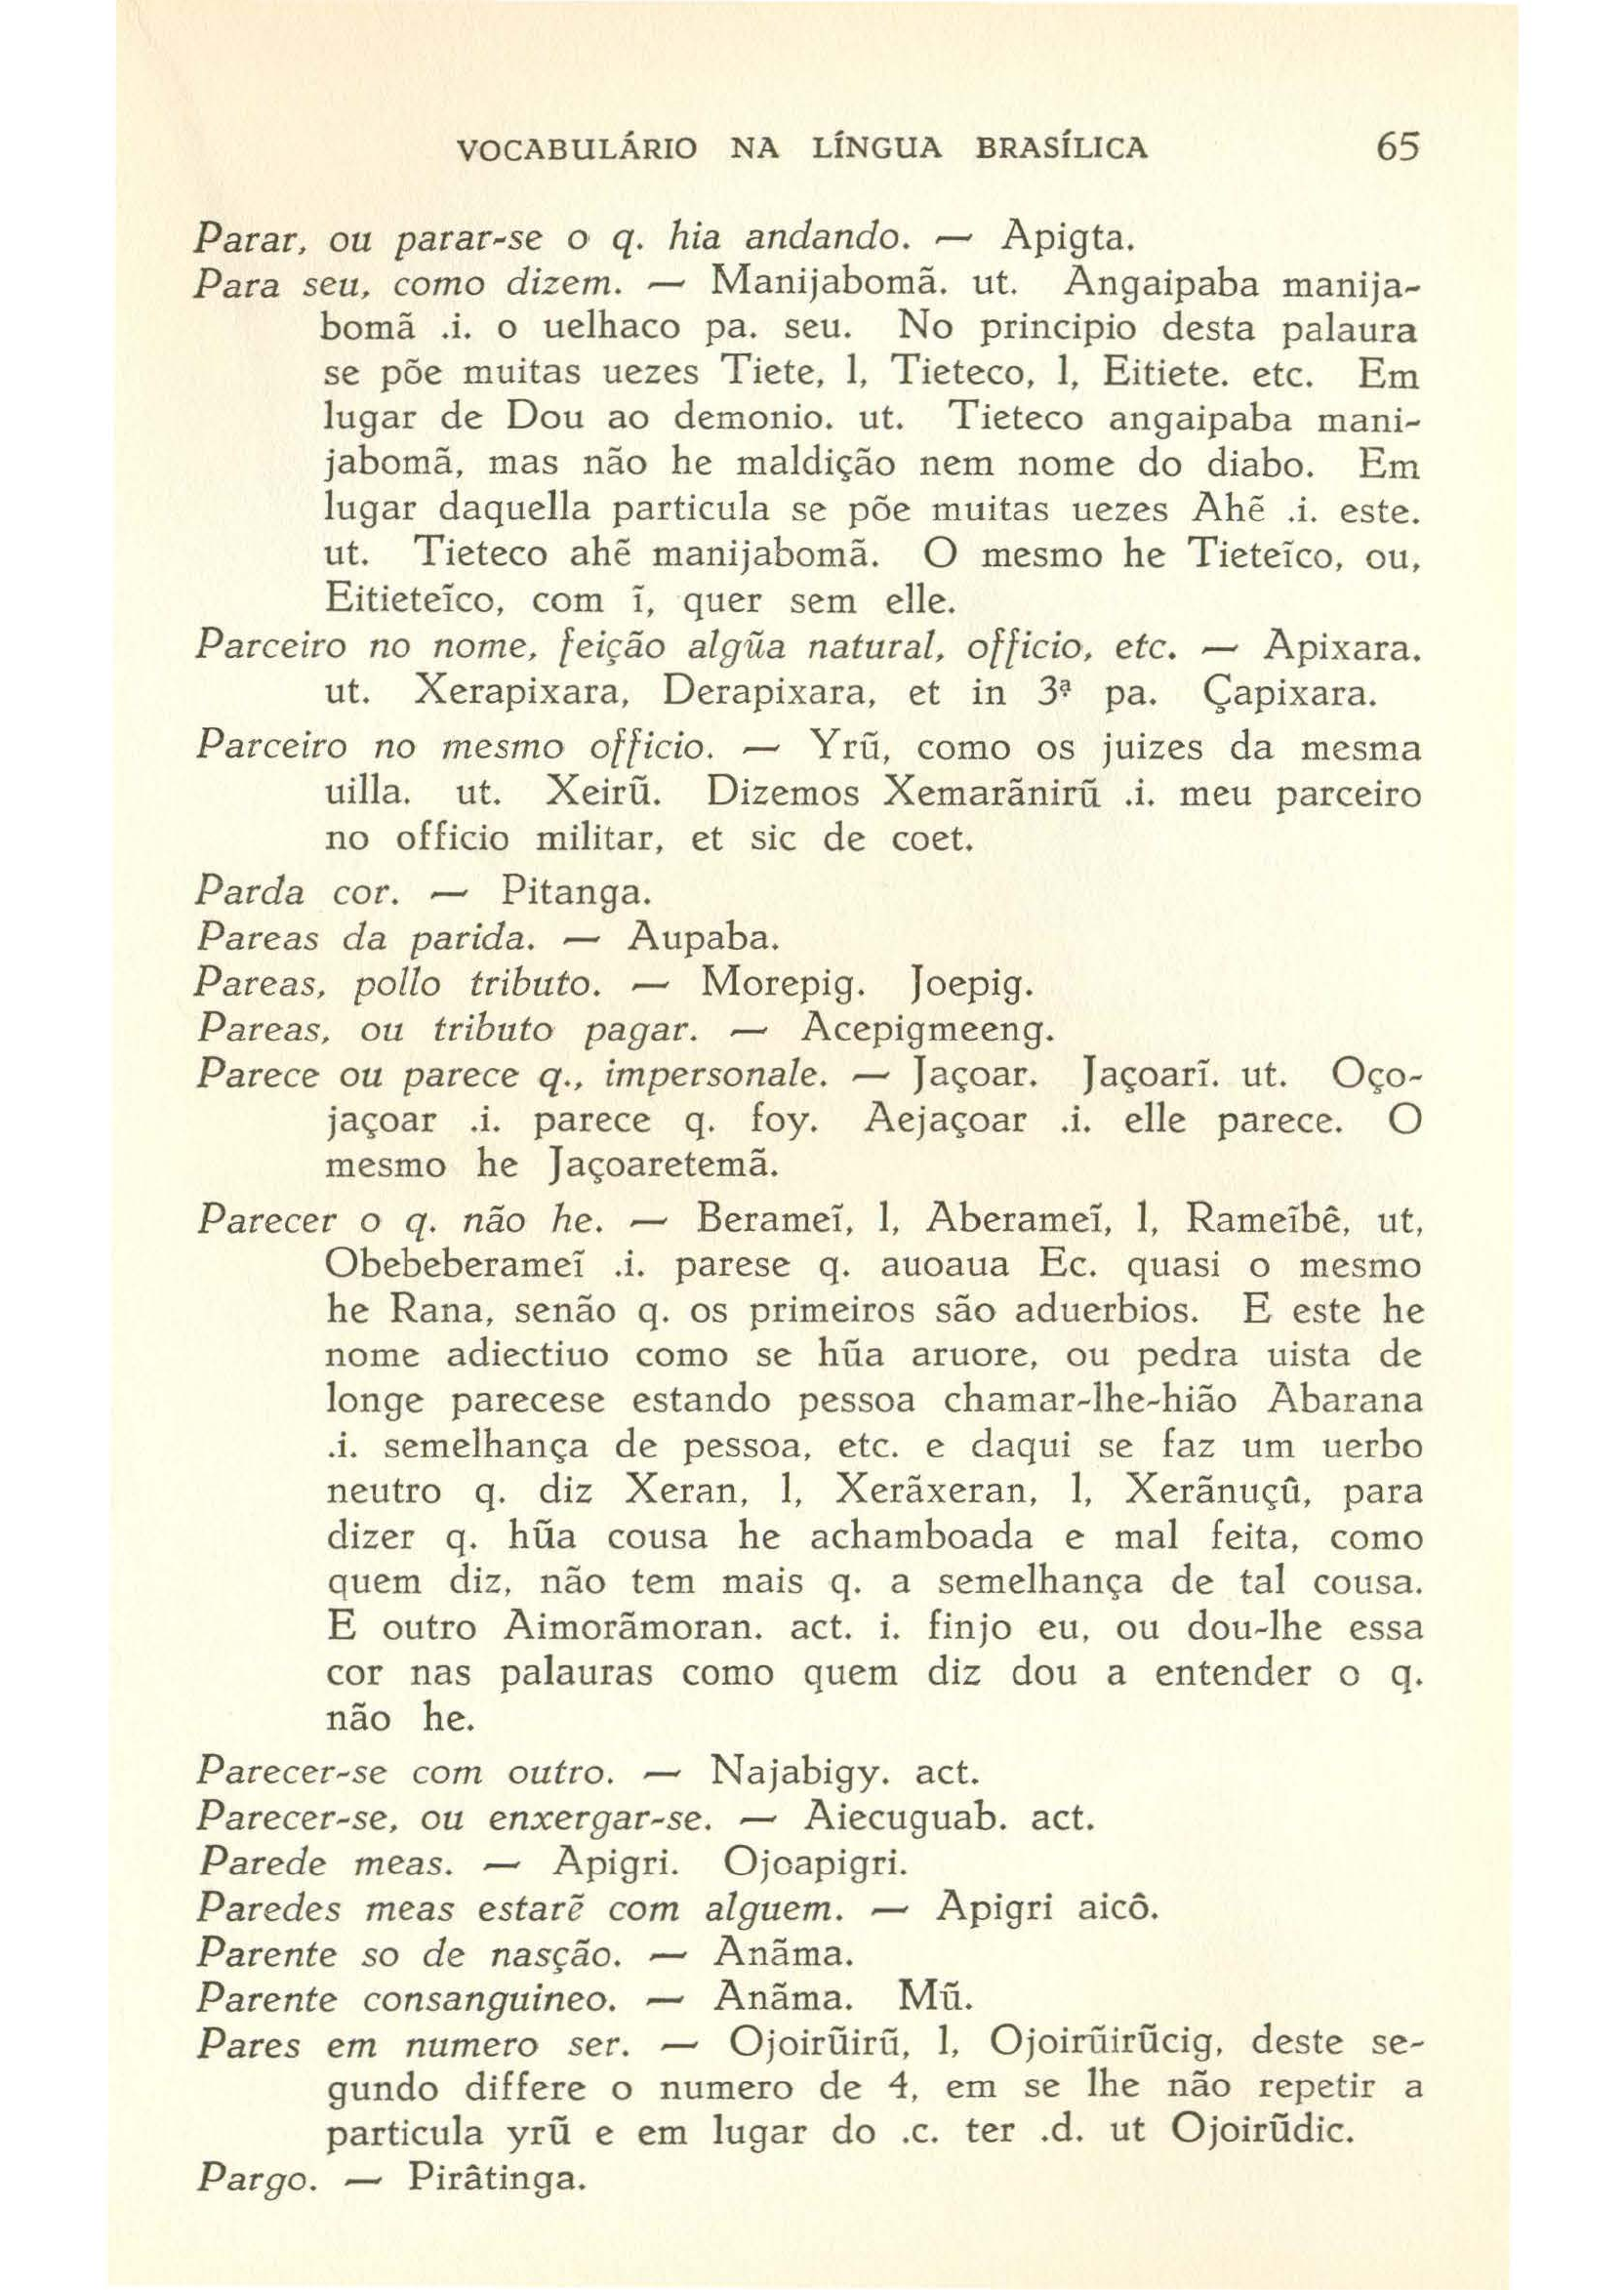 VOCABULÁRIO NA LÍNGUA BRASÍLICA 65
Parar, ou parar-se o q. hia andando. — Apigta.
Para seu, como dizem. — Manijabomã. ut. Angaipaba manija-
bomã .i. o uelhaco pa. seu. No principio desta palaura
se põe muitas uezes Tiete, l, Tieteco, l, Eitiete. etc. Em
lugar de Dou ao demonio. ut. Tieteco angaipaba mani-
jabomã, mas não he maldição nem nome do diabo. Em
lugar daquella particula se põe muitas uezes Ahẽ .i. este.
ut. Tieteco ahẽ manijabomã. O mesmo he Tieteĩco, ou,
Eitieteĩco, com ĩ, quer sem elle.
Parceiro no nome, feição algũa natural, officio, etc. — Apixara.
ut. Xerapixara, Derapixara, et in 3ª pa. Çapixara.
Parceiro no mesmo officio. — Yrũ, como os juizes da mesma
uilla. ut. Xeirũ. Dizemos Xemarãnirũ .i. meu parceiro
no officio militar, et sic de coet.
Parda cor. — Pitanga.
Pareas da parida. — Aupaba.
Pareas, pollo tributo. — Morepig. Joepig.
Pareas, ou tributo pagar. — Acepigmeeng.
Parece ou parece q., impersonale. — Jaçoar. Jaçoarĩ. ut. Oço-
jaçoar .i. parece q. foy. Aejaçoar .i. elle parece. O
mesmo he Jaçoaretemã.
Parecer o q. não he. — Berameĩ, l, Aberameĩ, l, Rameĩbê, ut,
Obebeberameĩ .i. parese q. auoaua Ec. quasi o mesmo
he Rana, senão q. os primeiros são aduerbios. E este he
nome adiectiuo como se hũa aruore, ou pedra uista de
longe parecese estando pessoa chamar-lhe-hião Abarana
.i. semelhança de pessoa, etc. e daqui se faz um uerbo
neutro q. diz Xeran, l, Xerãxeran, l, Xerãnuçû, para
dizer q. hũa cousa he achamboada e mal feita, como
quem diz, não tem mais q. a semelhança de tal cousa.
E outro Aimorãmoran. act. i. finjo eu, ou dou-lhe essa
cor nas palauras como quem diz dou a entender o q.
não he.
Parecer-se com outro. — Najabigy. act.
Parecer-se, ou enxergar-se. — Aiecuguab. act.
Parede meas. — Apigri. Ojoapigri.
Paredes meas estarẽ com alguem. — Apigri aicô.
Parente so de nasção. — Anãma.
Parente consanguineo. — Anãma. Mũ.
Pares em numero ser. — Ojoirũirũ, l, Ojoirũirũcig, deste se-
gundo differe o numero de 4, em se lhe não repetir a
particula yrũ e em lugar do .c. ter .d. ut Ojoirũdic.
Pargo. — Pirâtinga.